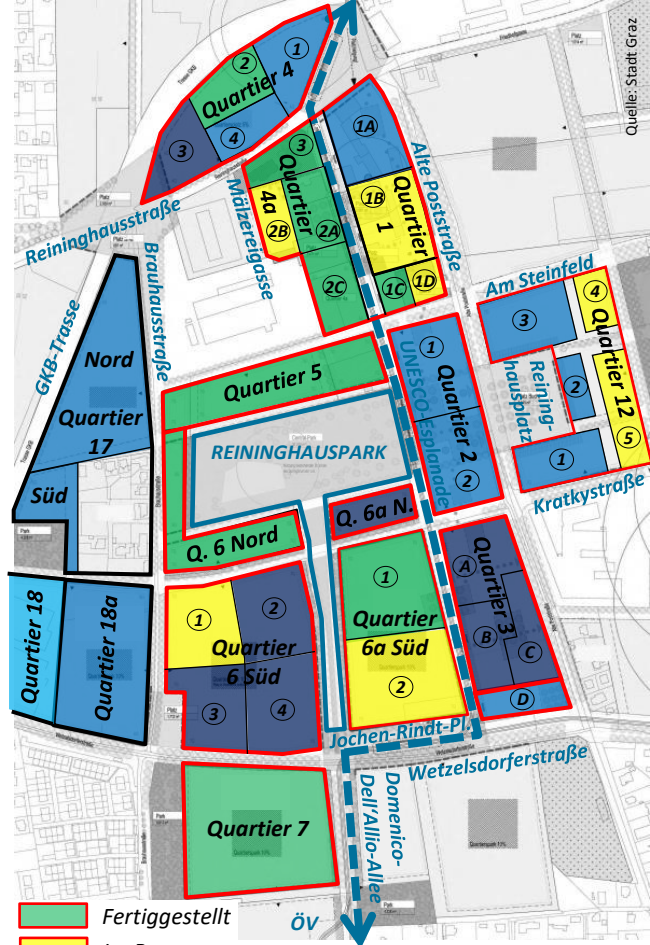 Quelle: Stadt Graz
Quartier 4
1
2
3
4
Reininghausstraße
Mälzereigasse
Quartier
4a
3
2A
2B
2C
Quartier
1
1A
1B
1C
1D
Alte Poststraße
GKB-Trasse
Brauhausstraße
Nord
Quartier
17
Süd
Quartier 5
REININGHAUSPARK
UNESCO-Esplanade
Quartier 2
1
2
Am Steinfeld
Reining-
hausplatz
Quartier 12
1
2
3
4
5
Kratkystraße
Q. 6 Nord
Q. 6a N.
Quartier 18
Quartier 18a
Quartier
6 Süd
1
2
3
4
Quartier
6a Süd
1
2
Quartier 3
A
B
C
D
Jochen-Rindt-Pl.
Wetzelsdorferstraße
Domenico-
Dell'Allio-Allee
Quartier 7
ÖV
Fertiggestellt